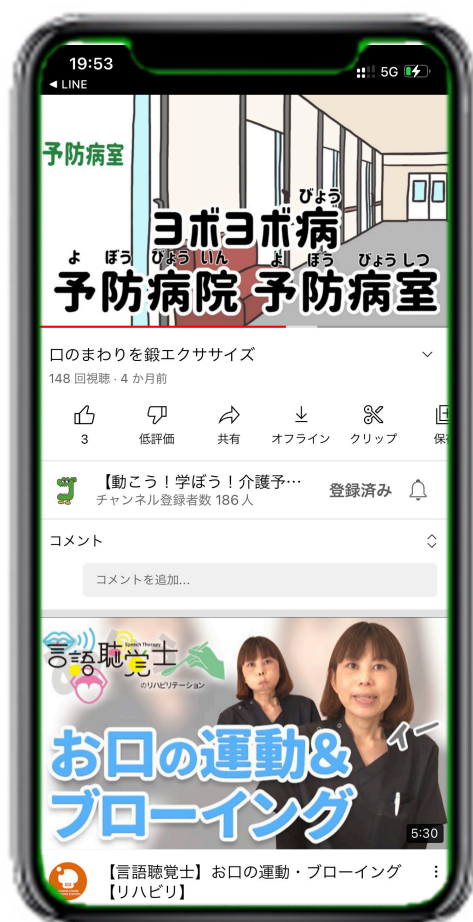 19:53
5G
◀ LINE
予防病室
びょう
ヨボヨボ病
よ ぼう びょう いん よ ぼう びょう しつ
予防病院 予防病室
口のまわりを鍛エクササイズ
148 回視聴 · 4 か月前
3 低評価 共有 オフライン クリップ 保
【動こう！学ぼう！介護予… 登録済み
チャンネル登録者数 186 人
コメント
コメントを追加...
Speech Therapy
言語聴覚士
のリハビリテーション
イー
お口の運動&
ブローイング
5:30
【言語聴覚士】お口の運動・ブローイング
【リハビリ】